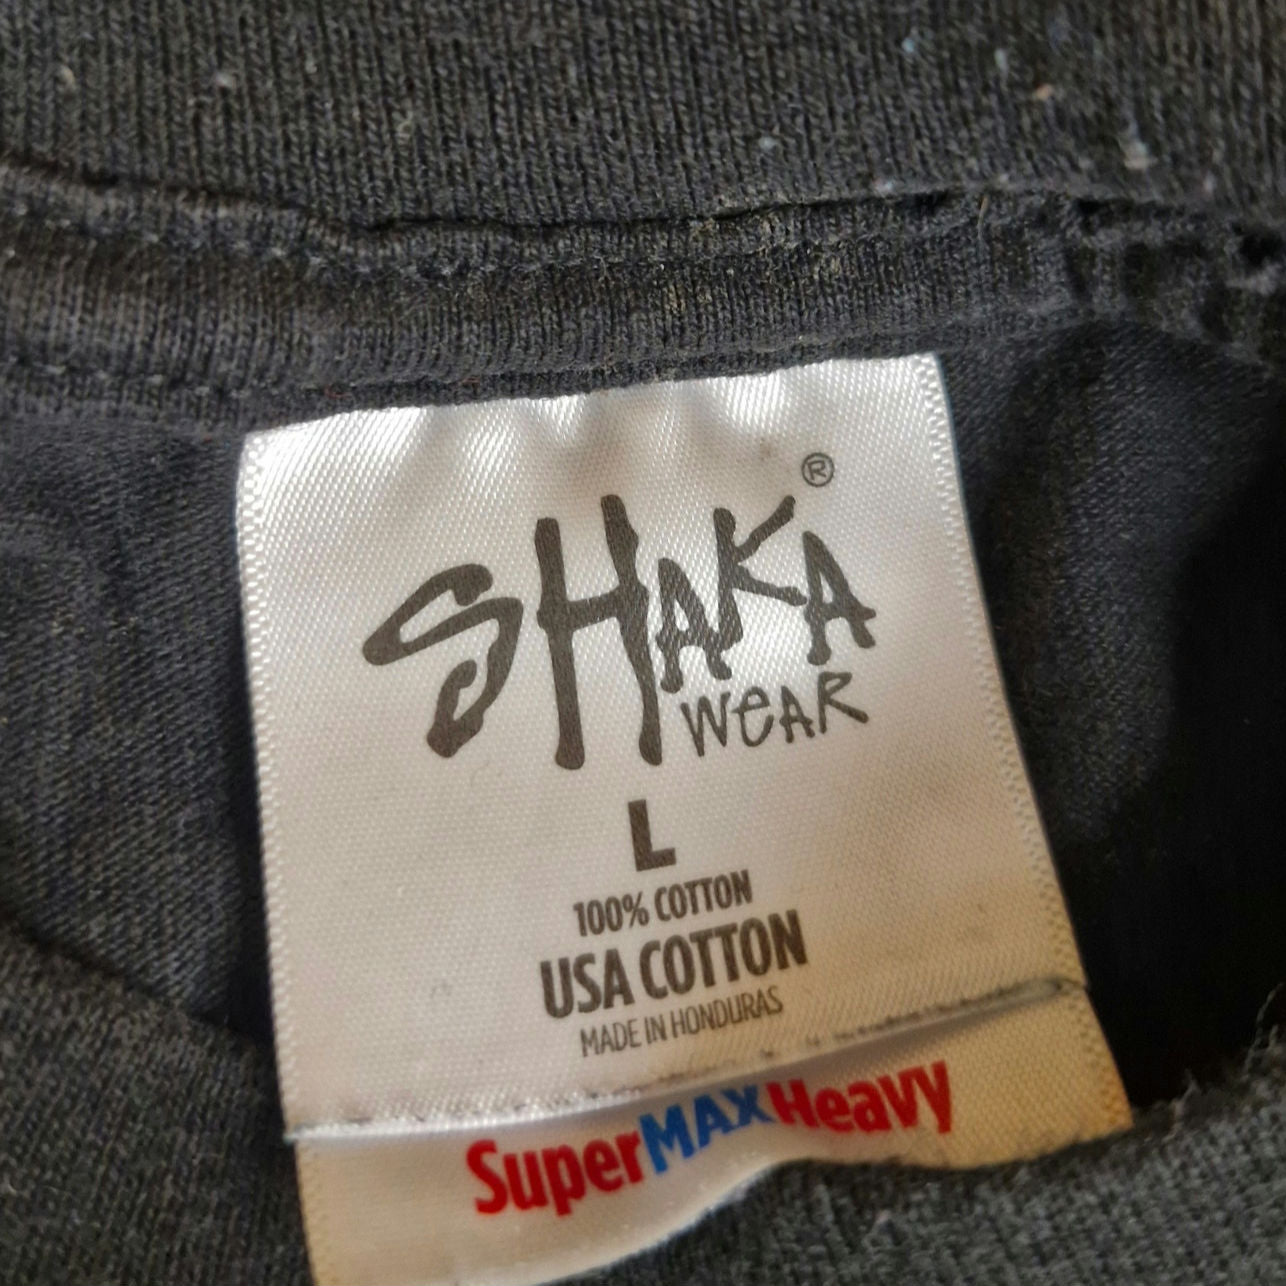 SHAKA®
WEAR
L
100% COTTON
USA COTTON
MADE IN HONDURAS
SuperMAXHeavy